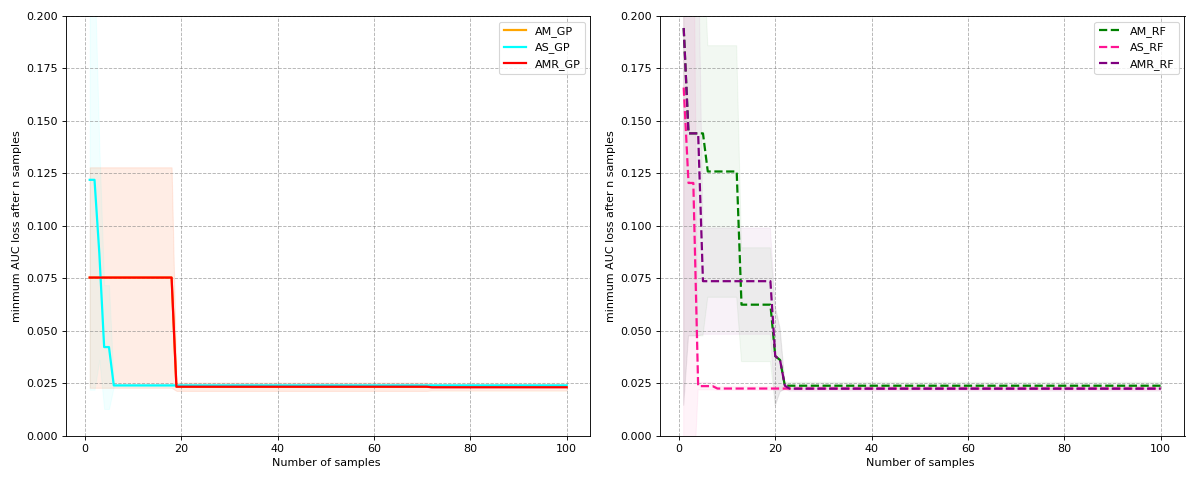 0.200
0.175
0.150
0.125
0.100
0.075
0.050
0.025
0.000
minmum AUC loss after n samples
0 20 40 60 80 100
Number of samples
AM_GP
AS_GP
AMR_GP
0.200
0.175
0.150
0.125
0.100
0.075
0.050
0.025
0.000
minmum AUC loss after n samples
0 20 40 60 80 100
Number of samples
AM_RF
AS_RF
AMR_RF